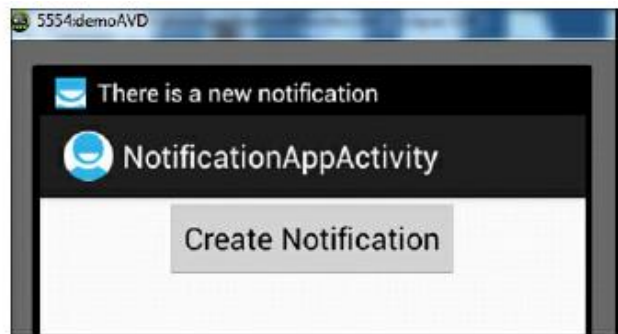 5554:demoAVD
There is a new notification
NotificationAppActivity
Create Notification